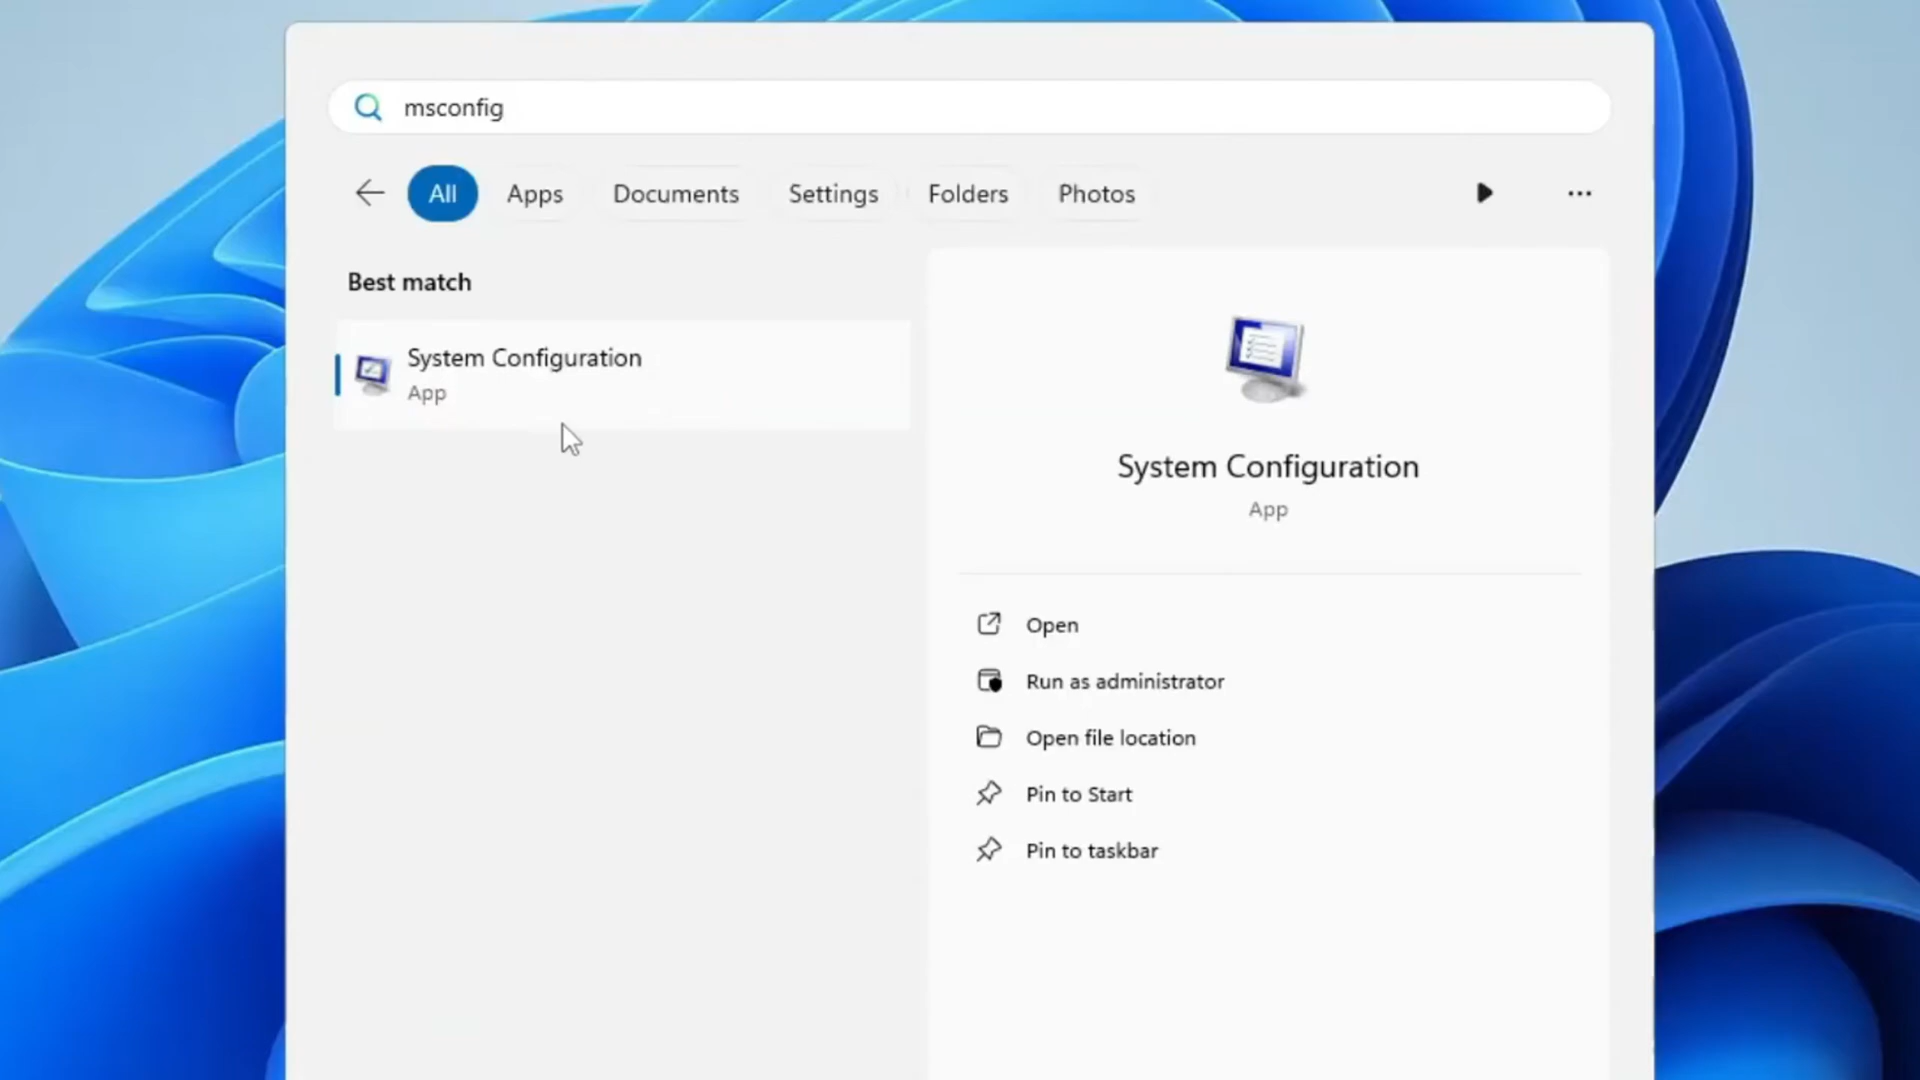 msconfig
All Apps Documents Settings Folders Photos
Best match
System Configuration
App
System Configuration
App
Open
Run as administrator
Open file location
Pin to Start
Pin to taskbar